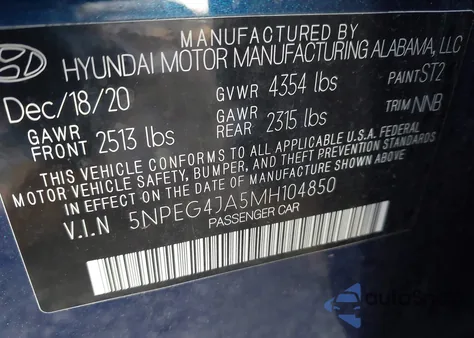 MANUFACTURED BY
HYUNDAI MOTOR MANUFACTURING ALABAMA, LLC
Dec/18/20 GVWR 4354 lbs PAINT ST2
GAWR FRONT 2513 lbs GAWR REAR 2315 lbs TRIM NNB
THIS VEHICLE CONFORMS TO ALL APPLICABLE U.S.A. FEDERAL
MOTOR VEHICLE SAFETY, BUMPER, AND THEFT PREVENTION STANDARDS
IN EFFECT ON THE DATE OF MANUFACTURE SHOWN ABOVE
V.I.N 5NPEG4JA5MH104850
PASSENGER CAR